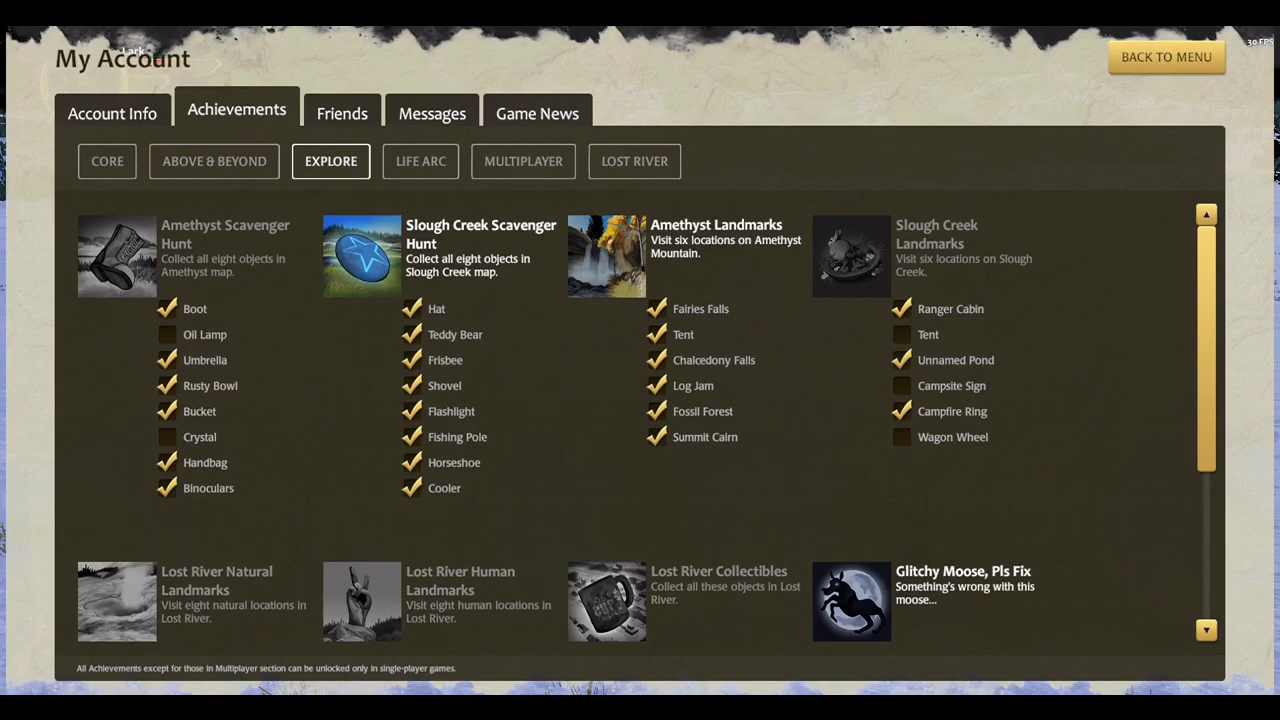 My Account
Lark
BACK TO MENU
30 FPS
Account Info
Achievements
Friends
Messages
Game News
CORE
ABOVE & BEYOND
EXPLORE
LIFE ARC
MULTIPLAYER
LOST RIVER
Amethyst Scavenger
Hunt
Collect all eight objects in
Amethyst map.
Boot
Oil Lamp
Umbrella
Rusty Bowl
Bucket
Crystal
Handbag
Binoculars
Slough Creek Scavenger
Hunt
Collect all eight objects in
Slough Creek map.
Hat
Teddy Bear
Frisbee
Shovel
Flashlight
Fishing Pole
Horseshoe
Cooler
Amethyst Landmarks
Visit six locations on Amethyst
Mountain.
Fairies Falls
Tent
Chalcedony Falls
Log Jam
Fossil Forest
Summit Cairn
Slough Creek
Landmarks
Visit six locations on Slough
Creek.
Ranger Cabin
Tent
Unnamed Pond
Campsite Sign
Campfire Ring
Wagon Wheel
Lost River Natural
Landmarks
Visit eight natural locations in
Lost River.
Lost River Human
Landmarks
Visit eight human locations in
Lost River.
Lost River Collectibles
Collect all these objects in Lost
River.
Glitchy Moose, Pls Fix
Something's wrong with this
moose...
All Achievements except for those in Multiplayer section can be unlocked only in single-player games.